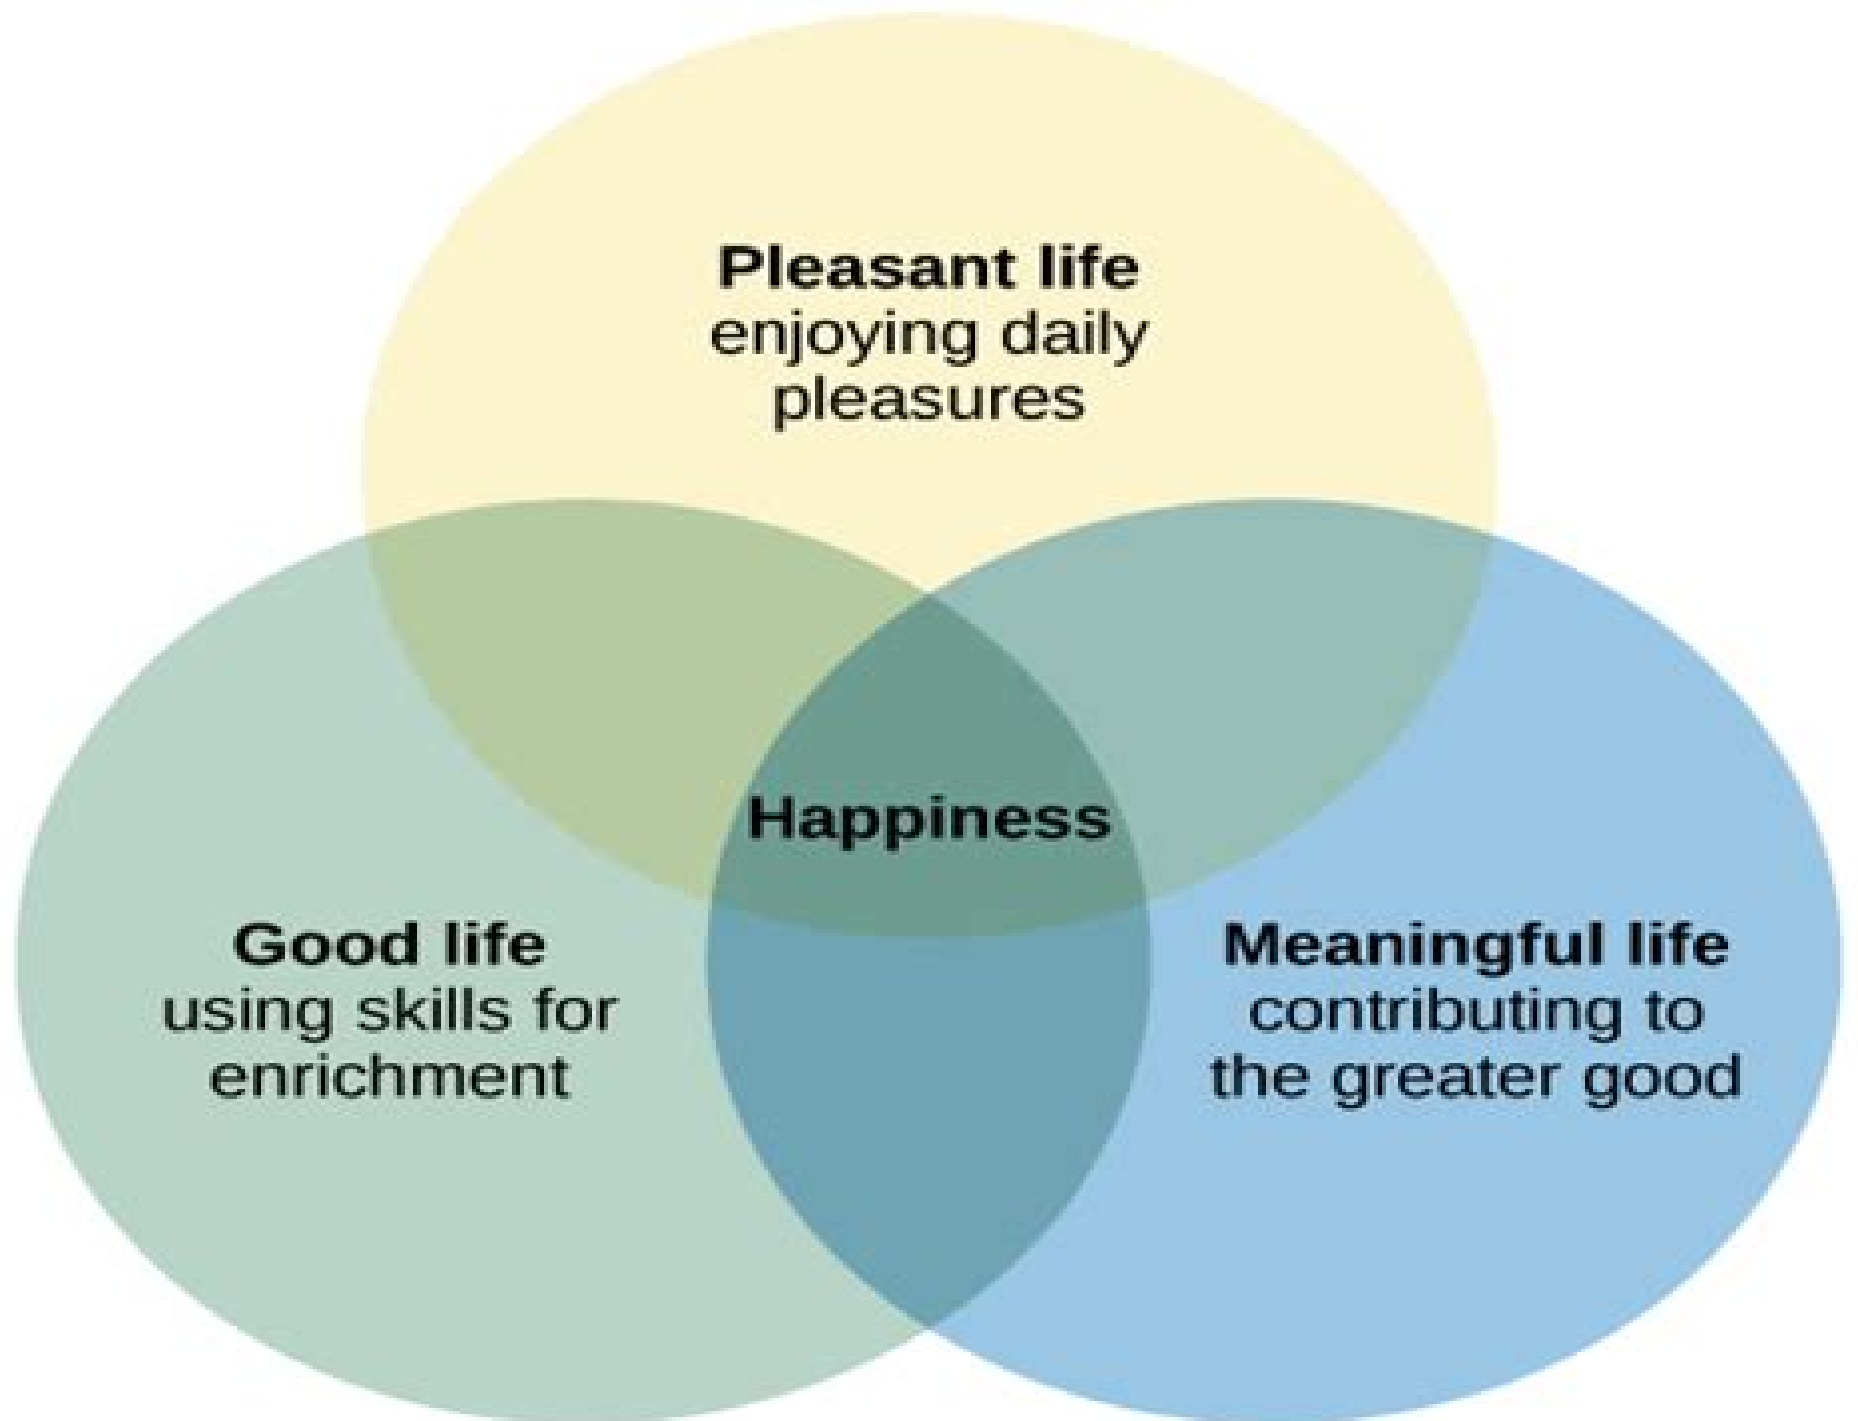 Pleasant life
enjoying daily
pleasures
Happiness
Good life
using skills for
enrichment
Meaningful life
contributing to
the greater good